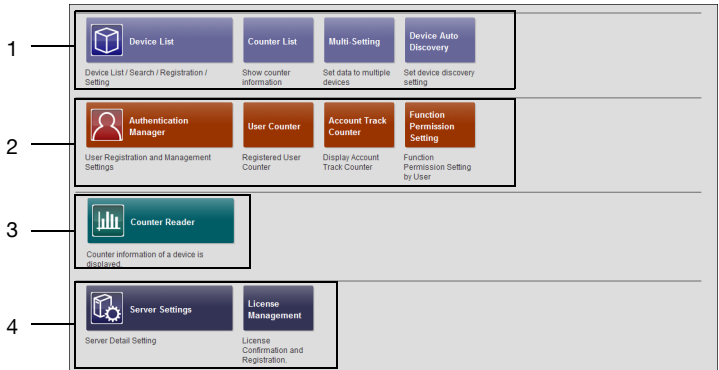 1
Device List
Counter List
Multi-Setting
Device Auto
Discovery
Device List / Search / Registration /
Setting
Show counter
information
Set data to multiple
devices
Set device discovery
setting
2
Authentication
Manager
User Counter
Account Track
Counter
Function
Permission
Setting
User Registration and Management
Settings
Registered User
Counter
Display Account
Track Counter
Function
Permission Setting
by User
3
Counter Reader
Counter information of a device is
displayed.
4
Server Settings
License
Management
Server Detail Setting
License
Confirmation and
Registration.